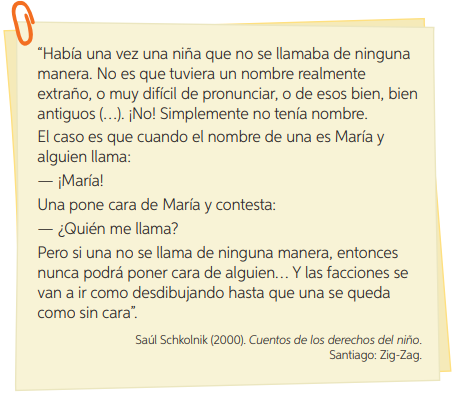 “Había una vez una niña que no se llamaba de ninguna
manera. No es que tuviera un nombre realmente
extraño, o muy difícil de pronunciar, o de esos bien, bien
antiguos (…). ¡No! Simplemente no tenía nombre.
El caso es que cuando el nombre de una es María y
alguien llama:
— ¡María!
Una pone cara de María y contesta:
— ¿Quién me llama?
Pero si una no se llama de ninguna manera, entonces
nunca podrá poner cara de alguien… Y las facciones se
van a ir como desdibujando hasta que una se queda
como sin cara”.
Saúl Schkolnik (2000). Cuentos de los derechos del niño.
Santiago: Zig-Zag.